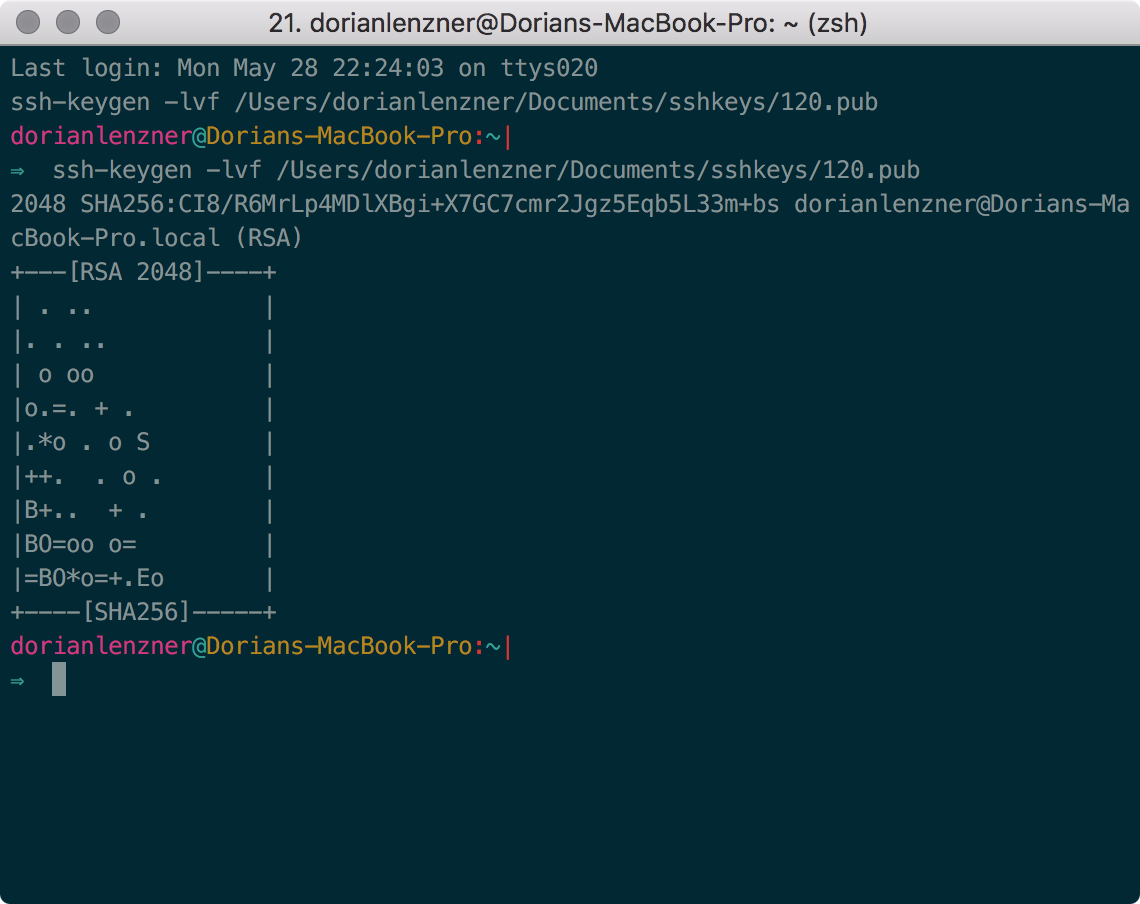 21. dorianlenzner@Dorians-MacBook-Pro: ~ (zsh)
Last login: Mon May 28 22:24:03 on ttys020
ssh-keygen -lvf /Users/dorianlenzner/Documents/sshkeys/120.pub
dorianlenzner@Dorians-MacBook-Pro:~|
⇒  ssh-keygen -lvf /Users/dorianlenzner/Documents/sshkeys/120.pub
2048 SHA256:CI8/R6MrLp4MDlXBgi+X7GC7cmr2Jgz5Eqb5L33m+bs dorianlenzner@Dorians-Ma
cBook-Pro.local (RSA)
+---[RSA 2048]----+
| . ..            |
|. . ..           |
| o oo            |
|o.=. + .         |
|.*o . o S        |
|++.  . o .       |
|B+..  + .        |
|BO=oo o=         |
|=BO*o=+.Eo       |
+----[SHA256]-----+
dorianlenzner@Dorians-MacBook-Pro:~|
⇒